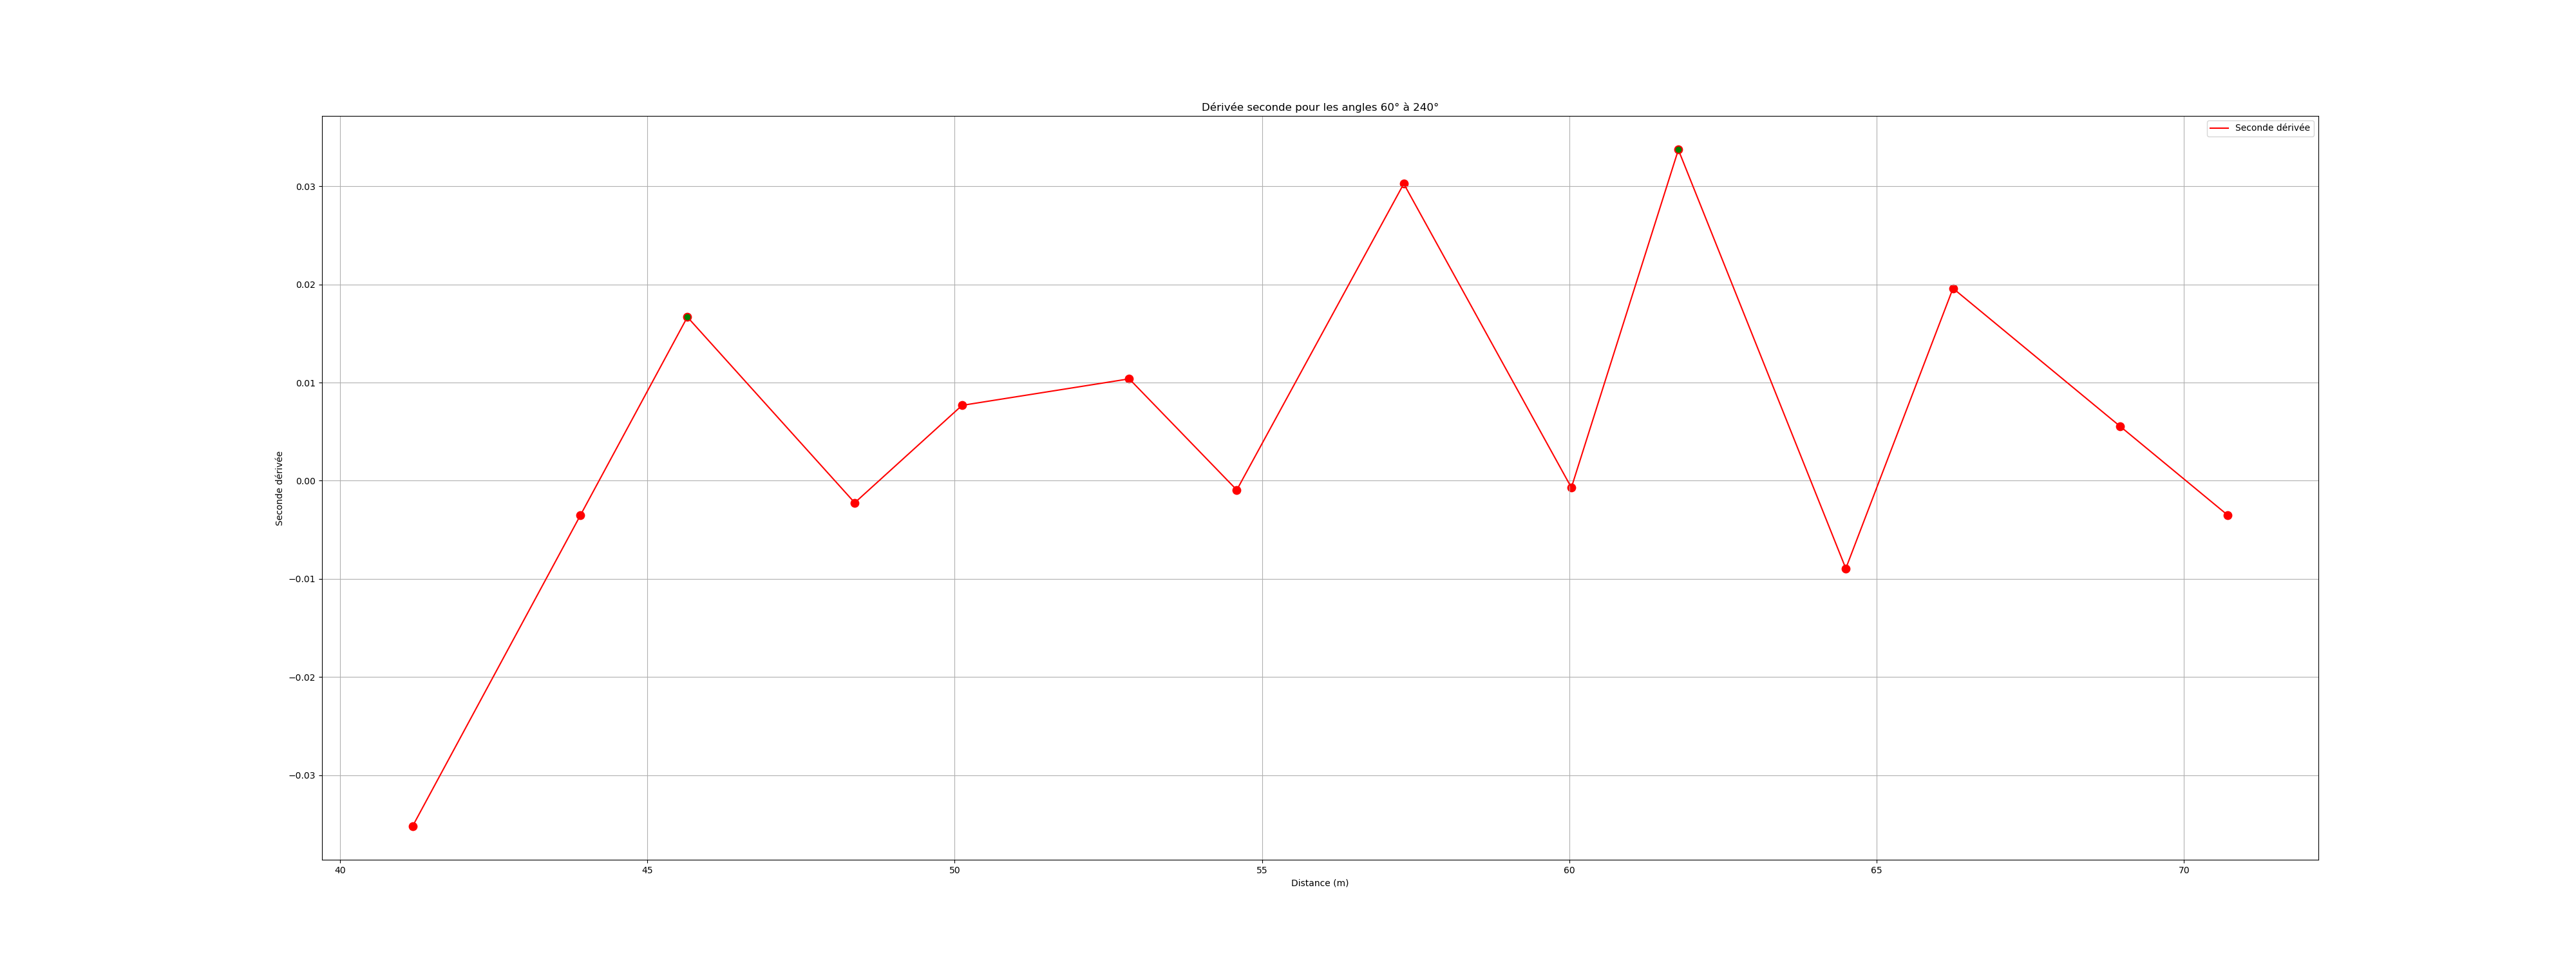 Dérivée seconde pour les angles 60° à 240°
Seconde dérivée
0.03
0.02
0.01
0.00
−0.01
−0.02
−0.03
Seconde dérivée
40 45 50 55 60 65 70
Distance (m)